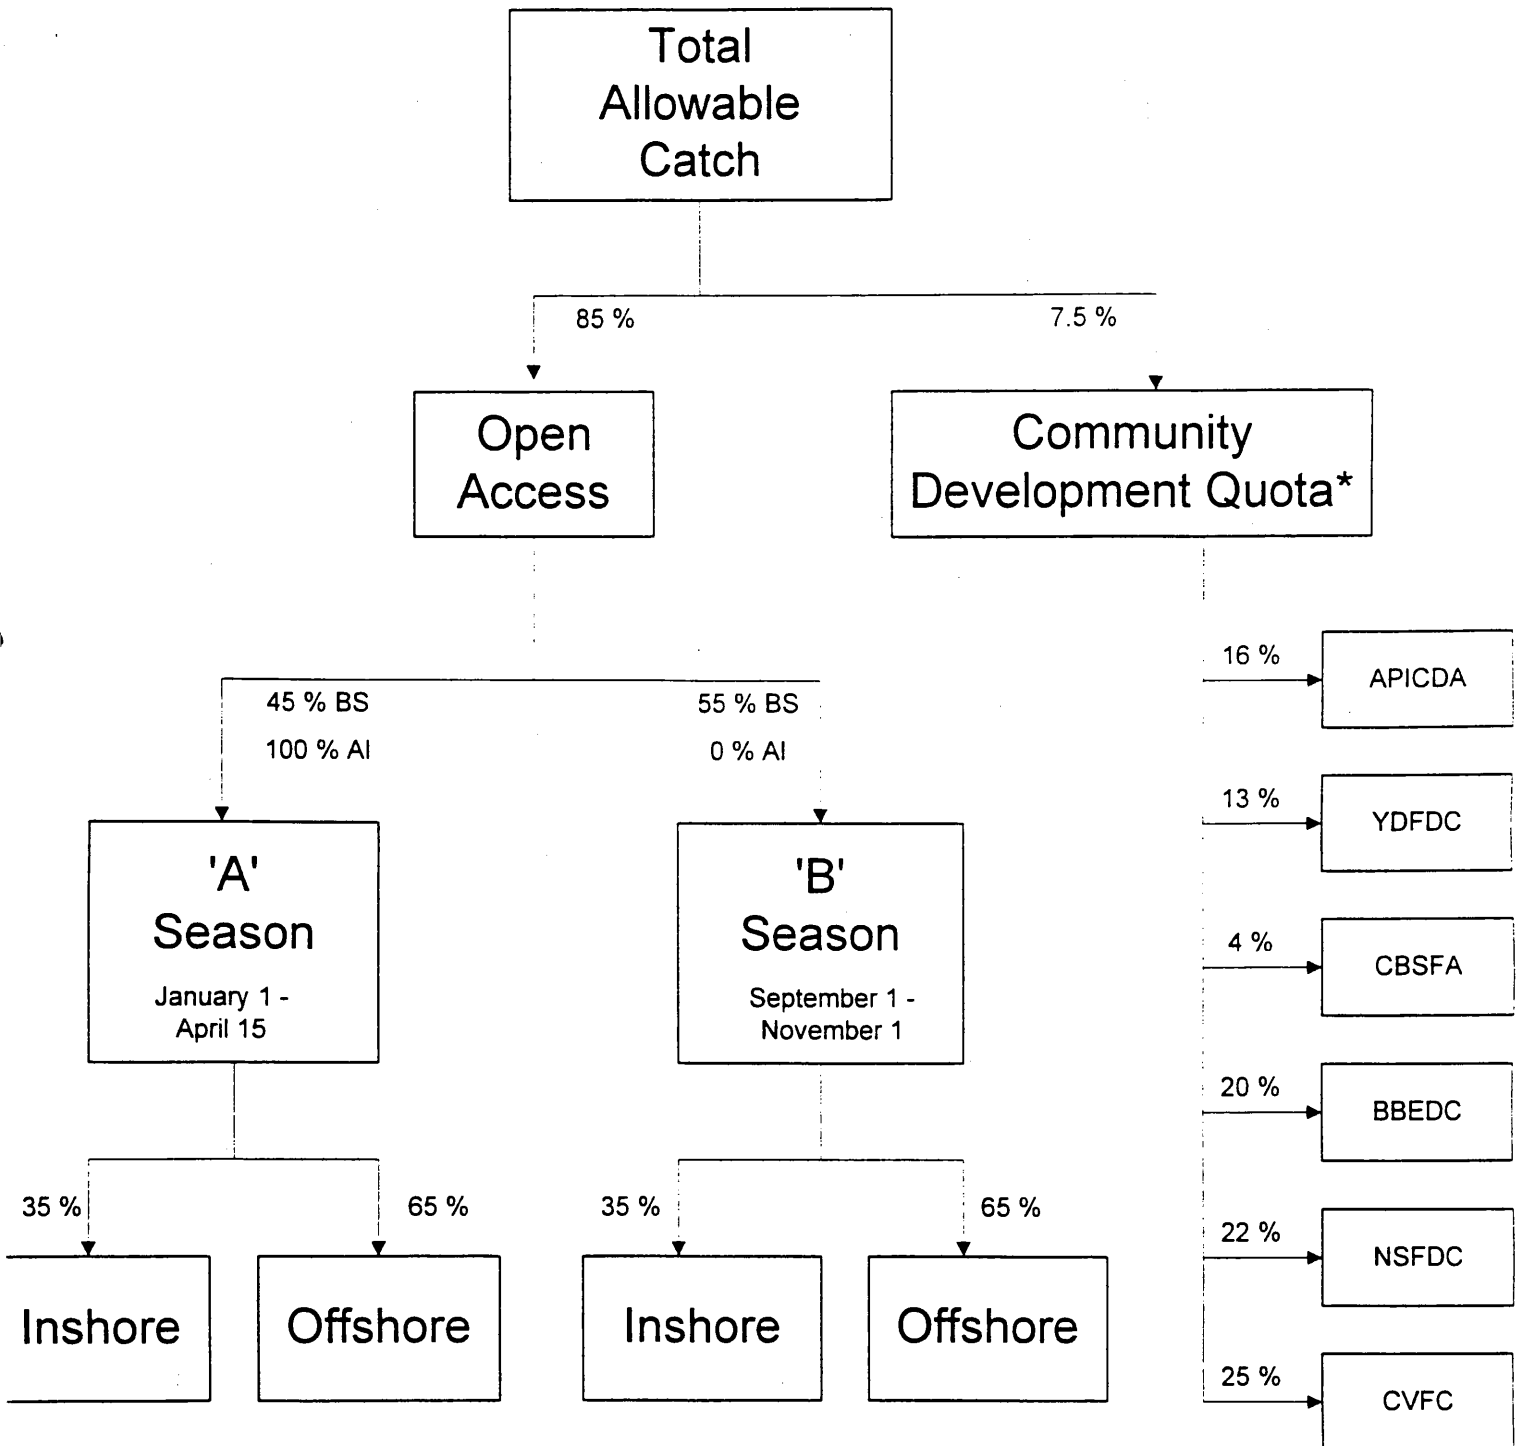 Total
Allowable
Catch
85 %
7.5 %
Open
Access
Community
Development Quota*
45 % BS
100 % AI
55 % BS
0 % AI
'A'
Season
January 1 -
April 15
'B'
Season
September 1 -
November 1
35 %
65 %
35 %
65 %
Inshore
Offshore
Inshore
Offshore
16 %
APICDA
13 %
YDFDC
4 %
CBSFA
20 %
BBEDC
22 %
NSFDC
25 %
CVFC